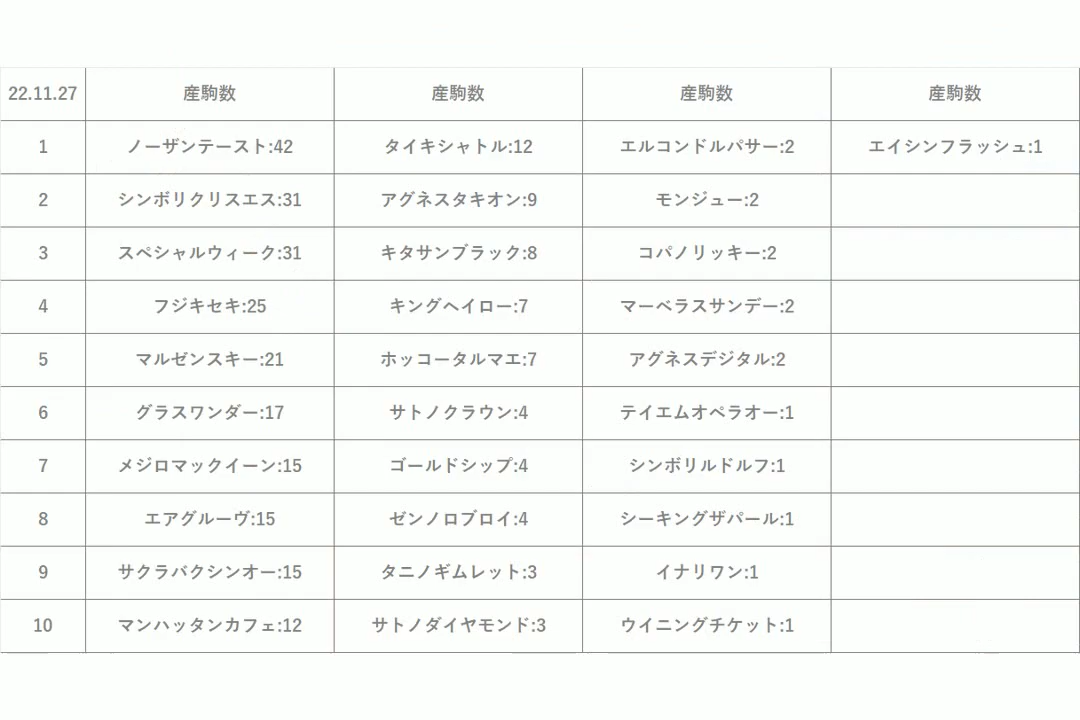 22.11.27 産駒数 産駒数 産駒数 産駒数
1 ノーザンテースト:42 タイキシャトル:12 エルコンドルパサー:2 エイシンフラッシュ:1
2 シンボリクリスエス:31 アグネスタキオン:9 モンジュー:2
3 スペシャルウィーク:31 キタサンブラック:8 コパノリッキー:2
4 フジキセキ:25 キングヘイロー:7 マーベラスサンデー:2
5 マルゼンスキー:21 ホッコータルマエ:7 アグネスデジタル:2
6 グラスワンダー:17 サトノクラウン:4 テイエムオペラオー:1
7 メジロマックイーン:15 ゴールドシップ:4 シンボリルドルフ:1
8 エアグルーヴ:15 ゼンノロブロイ:4 シーキングザパール:1
9 サクラバクシンオー:15 タニノギムレット:3 イナリワン:1
10 マンハッタンカフェ:12 サトノダイヤモンド:3 ウイニングチケット:1